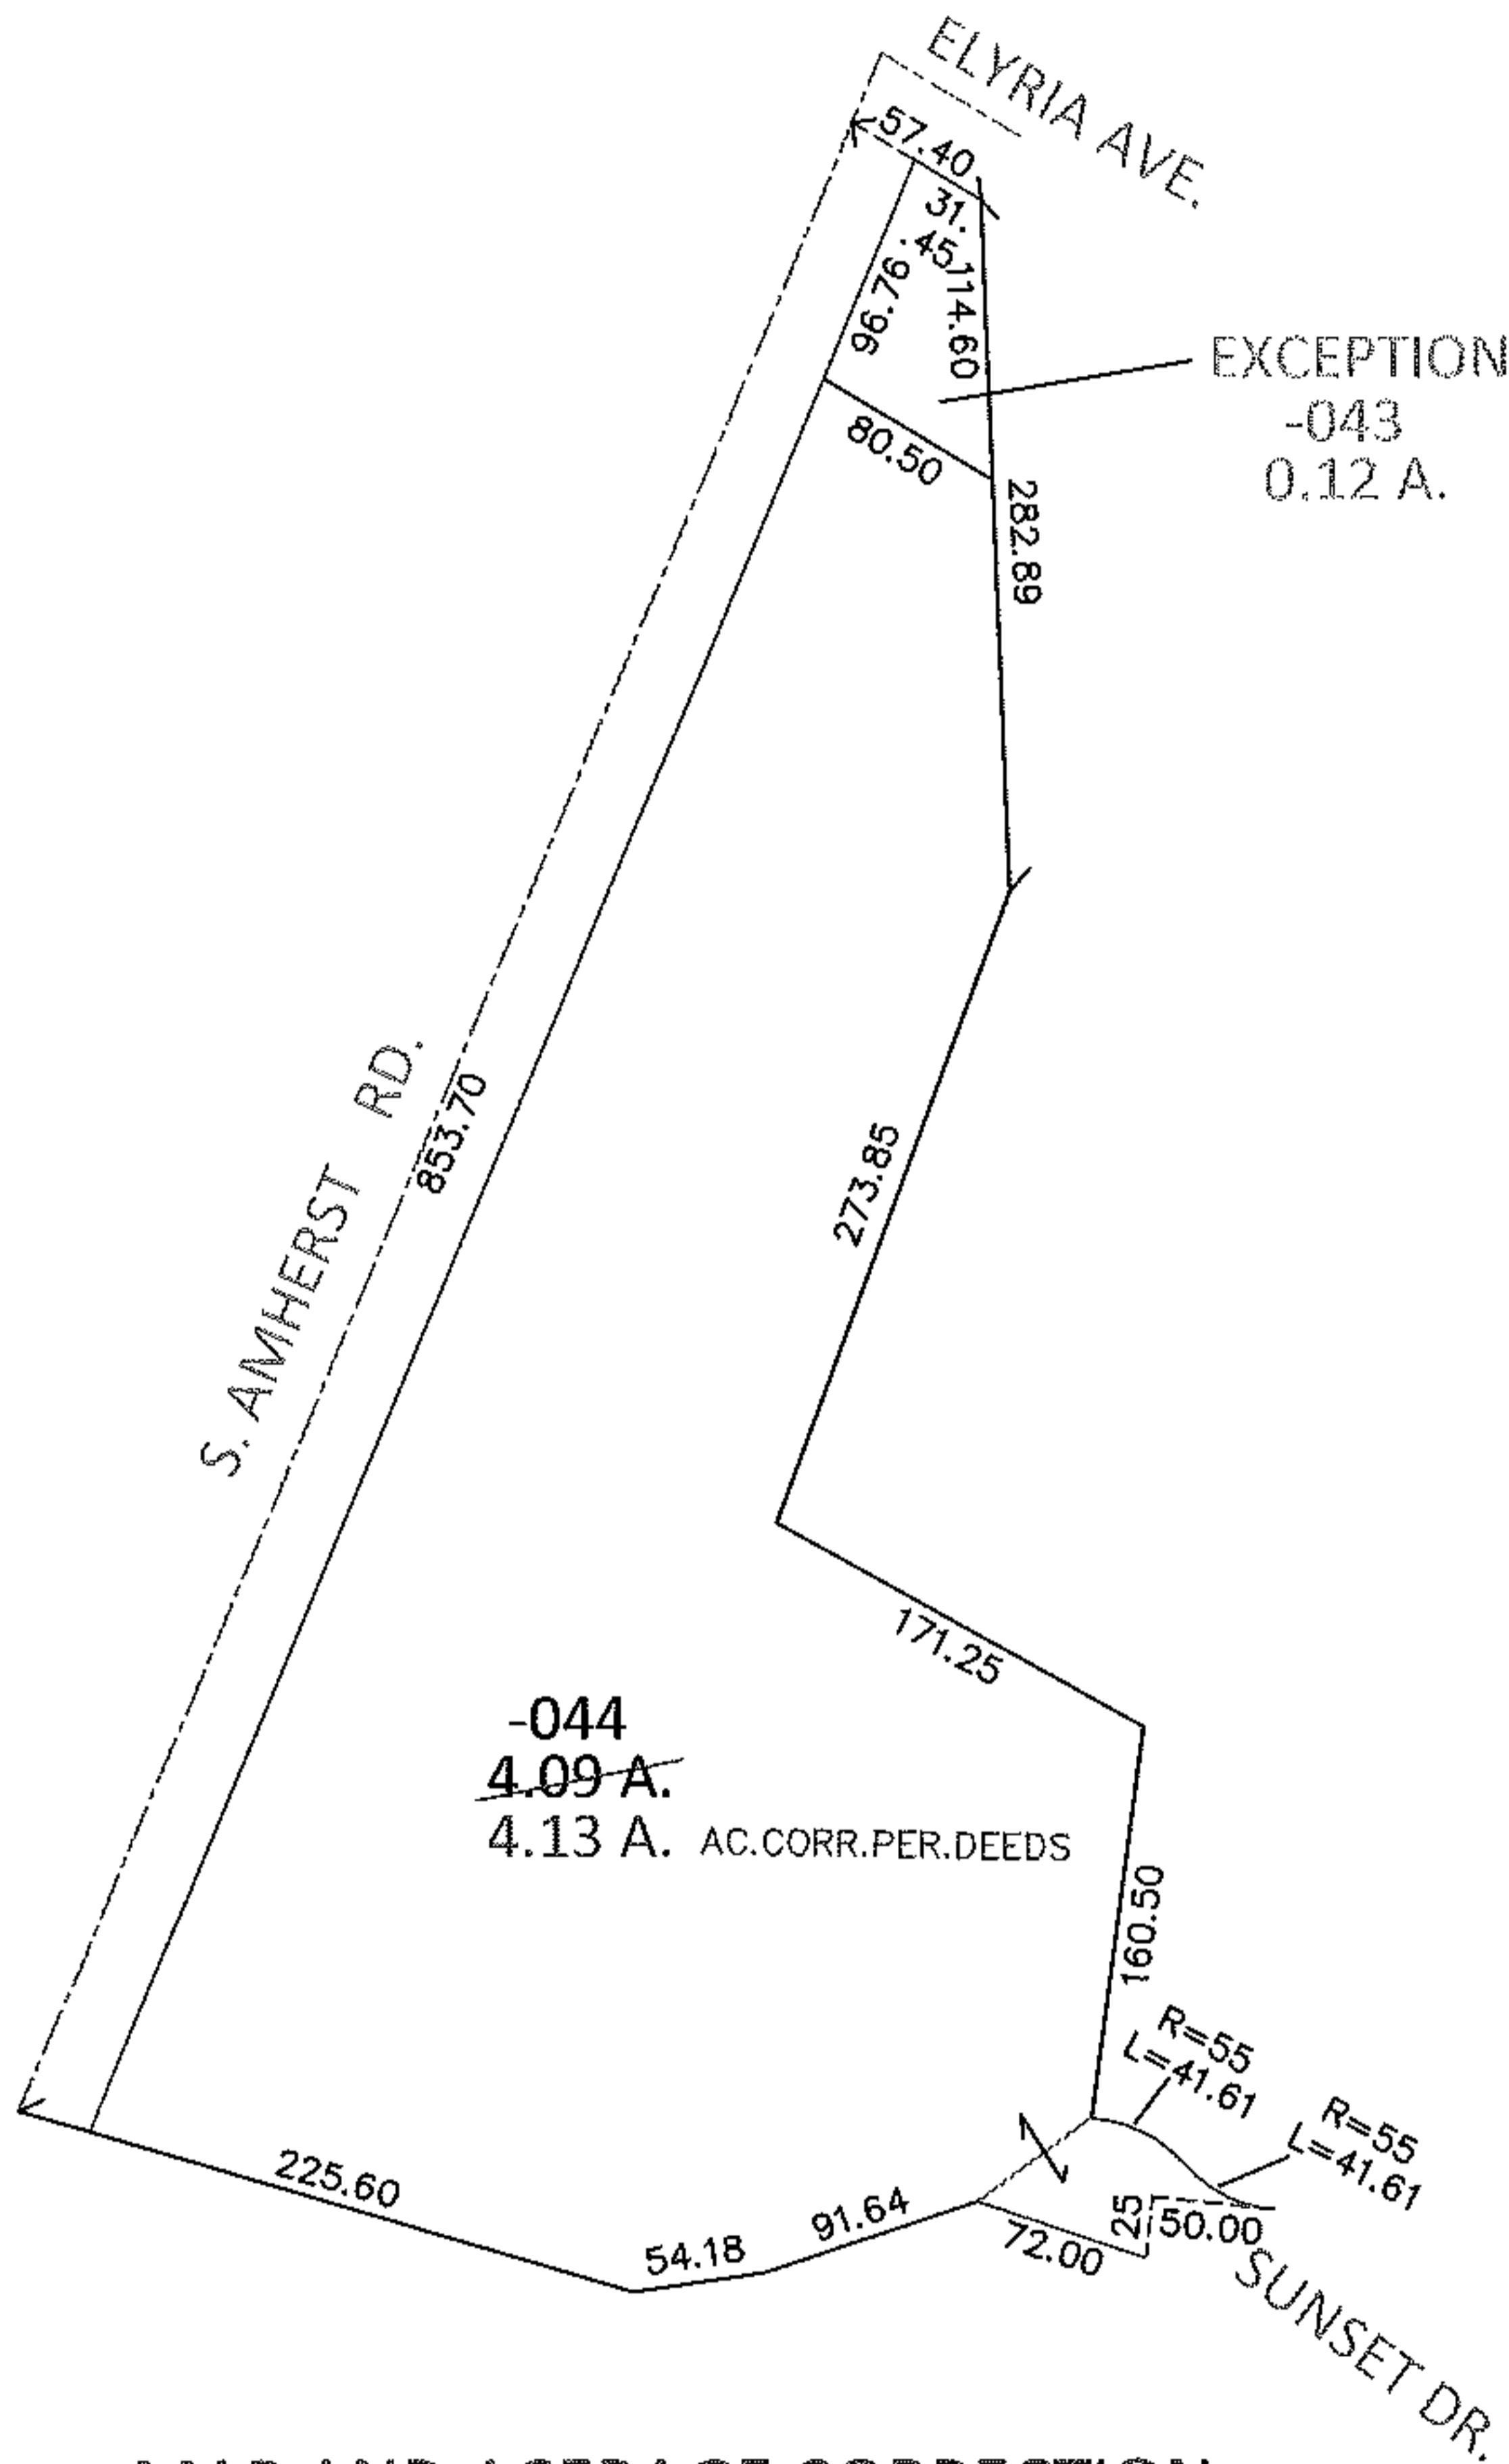 ELYRIA AVE.
57.40
31.
.45
96.76
114.60
EXCEPTION
-043
0.12 A.
80.50
282.89
S. AMHERST RD.
853.70
273.85
171.25
-044
4.09 A.
4.13 A. AC.CORR.PER.DEEDS
160.50
R=55
L=41.61
R=55
L=41.61
225.60
54.18
91.64
72.00
25
50.00
SUNSET DR.